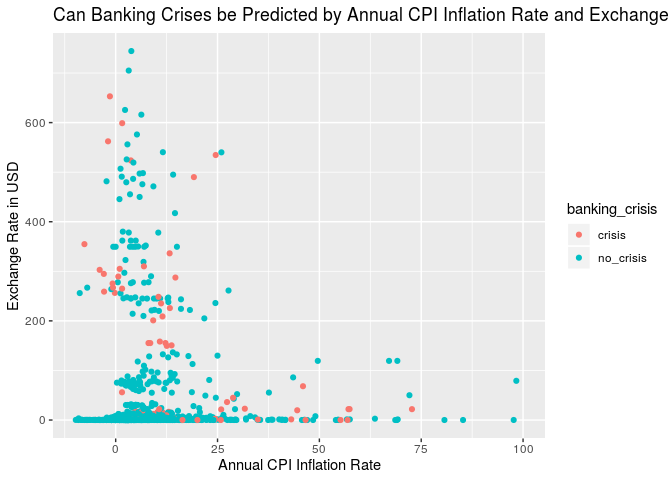 Can Banking Crises be Predicted by Annual CPI Inflation Rate and Exchange
600
400
200
0
Exchange Rate in USD
0 25 50 75 100
Annual CPI Inflation Rate
banking_crisis
crisis
no_crisis